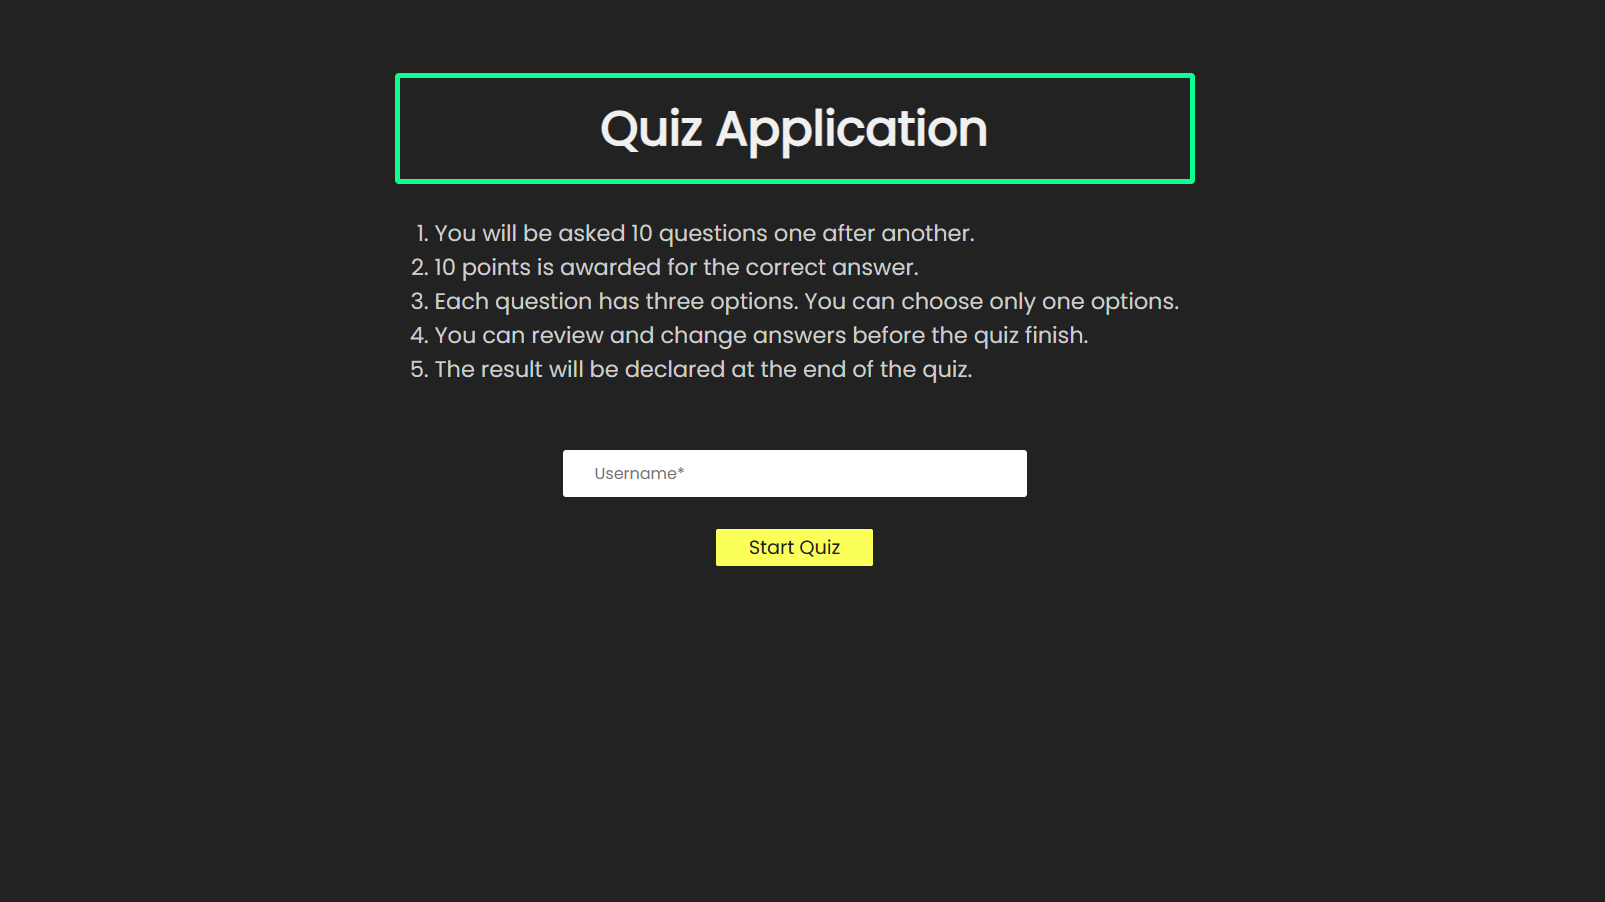 Quiz Application
1. You will be asked 10 questions one after another.
2. 10 points is awarded for the correct answer.
3. Each question has three options. You can choose only one options.
4. You can review and change answers before the quiz finish.
5. The result will be declared at the end of the quiz.
Username*
Start Quiz